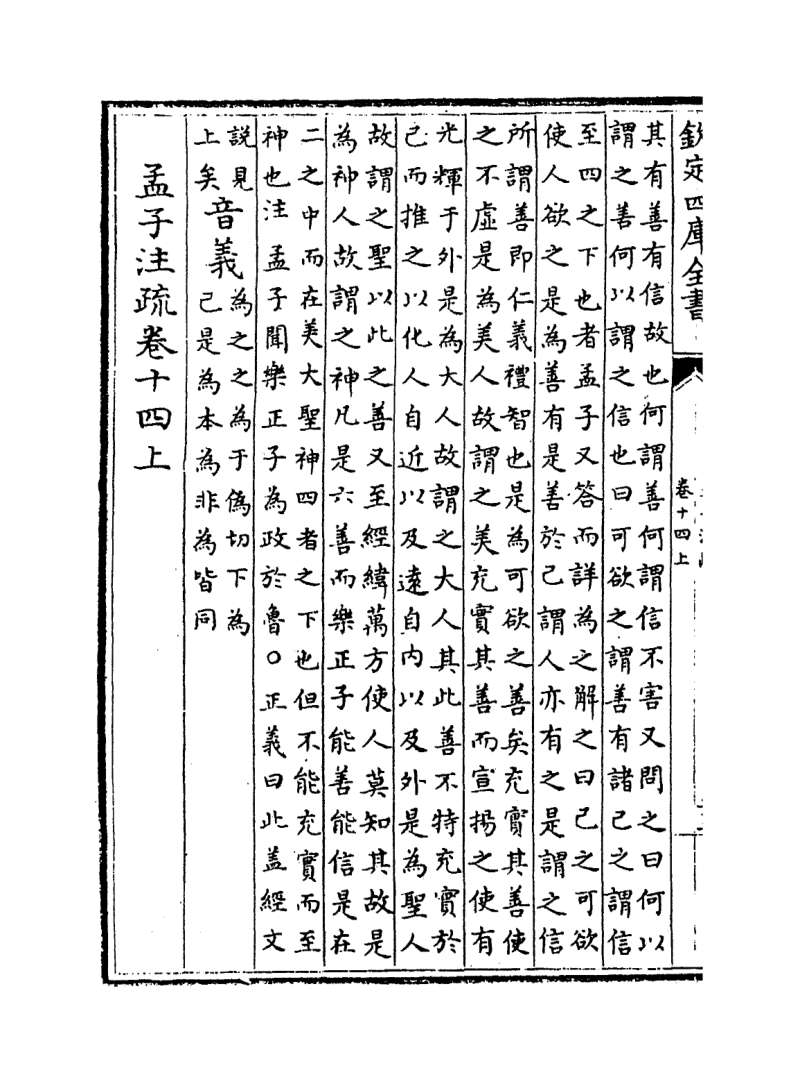 欽定四庫全書
卷十四上
其有善有信故也何謂善何謂信不害又問之曰何以
謂之善何以謂之信也曰可欲之謂善有諸己之謂信
至四之下也者孟子又答而詳為之解之曰己之可欲
使人欲之是為善有是善於己謂人亦有之是謂之信
所謂善即仁義禮智也是為可欲之善矣充實其善使
之不虛是為美人故謂之美充實其善而宣揚之使有
光輝于外是為大人故謂之大人其此善不特充實於
己而推之以化人自近以及逺自内以及外是為聖人
故謂之聖以此之善又至經緯萬方使人莫知其故是
為神人故謂之神凡是六善而樂正子能善能信是在
二之中而在美大聖神四者之下也但不能充實而至
神也注孟子聞樂正子為政於魯○正義曰此盖經文
說見
上矣音義為之之為于偽切下為
己是為本為非為皆同
孟子注疏卷十四上